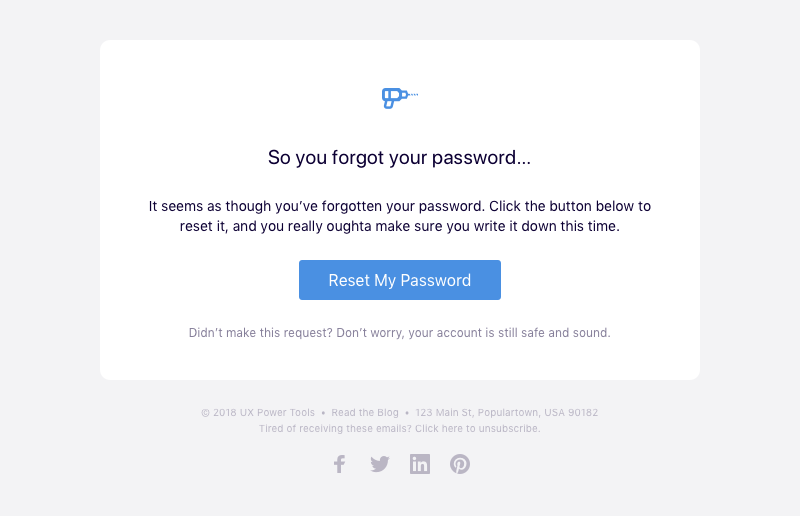 So you forgot your password...
It seems as though you’ve forgotten your password. Click the button below to
reset it, and you really oughta make sure you write it down this time.
Reset My Password
Didn’t make this request? Don’t worry, your account is still safe and sound.
© 2018 UX Power Tools • Read the Blog • 123 Main St, Populartown, USA 90182
Tired of receiving these emails? Click here to unsubscribe.